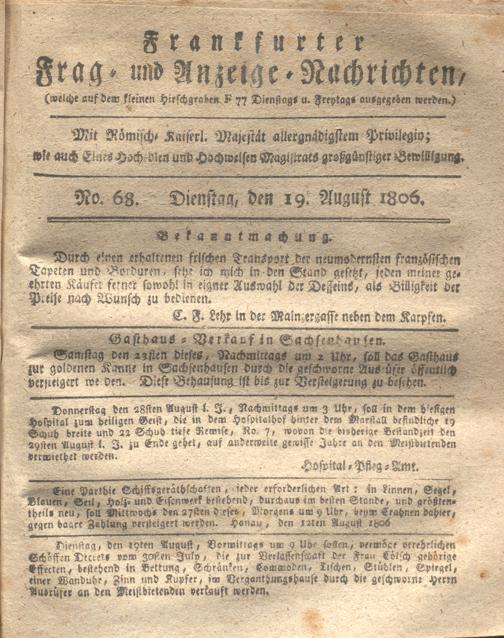 Frankfurter
Frag- und Anzeige-Nachrichten,
(welche auf dem kleinen Hirschgraben F 77 Dienstags u. Freytags ausgegeben werden.)
Mit Römisch-Kaiserl. Majestät allergnädigstem Privilegio;
wie auch Eines Hoch-Edlen und Hochweisen Magistrats großgünstiger Bewilligung.
No. 68. Dienstag, den 19. August 1806.
Bekanntmachung.
Durch einen erhaltenen frischen Transport der neumodernsten französischen
Tapeten und Borduren, setze ich mich in den Stand gesetzt, jeden meiner ge-
ehrten Käufer ferner sowohl in eigner Auswahl der Desseins, als Billigkeit der
Preise nach Wunsch zu bedienen.
C. F. Lehr in der Mainzergasse neben dem Karpfen.
Gasthaus-Verkauf in Sachsenhausen.
Samstag den 23sten dieses, Nachmittags um 2 Uhr, soll das Gasthaus
zur goldenen Kanne in Sachsenhausen durch die geschworne Ausrüfer öffentlich
versteigert werden. Diese Behausung ist bis zur Versteigerung zu besehen.
Donnerstag den 28sten August l. J., Nachmittags um 3 Uhr, soll in dem hiesigen
Hospital zum heiligen Geist, die in dem Hospitalhof hinter dem Marstall befindliche 19
Schuh breite und 22 Schuh tiefe Remise, No. 7, wovon die bisherige Bestandzeit den
29sten August l. J. zu Ende gehet, auf anderweite gewisse Jahre an den Meistbietenden
vermiethet werden.
Hospital-Pfleg-Amt.
Eine Parthie Schiffsgeräthschaften, jeder erforderlichen Art: in Linnen, Segel,
Blauen, Seil, Holz- und Eisenwerk bestehend, durchaus im besten Stande, und größten-
theils neu, soll Mittwochs den 27sten dieses, Morgens um 9 Uhr, beym Crahnen dahier,
gegen baare Zahlung versteigert werden. Hanau, den 12ten August 1806
Dienstag, den 19ten August, Vormittags um 9 Uhr sollen, vermöge verehrlichen
Schöffen Decrets vom 30sten July, die zur Verlassenschaft der Frau Cölsch gehörige
Effecten, bestehend in Bettung, Schränken, Commoden, Tischen, Stühlen, Spiegel,
einer Wanduhr, Zinn und Kupfer, im Verganthungshause durch die geschworne Herrn
Ausrüfer an den Meistbietenden verkauft werden.